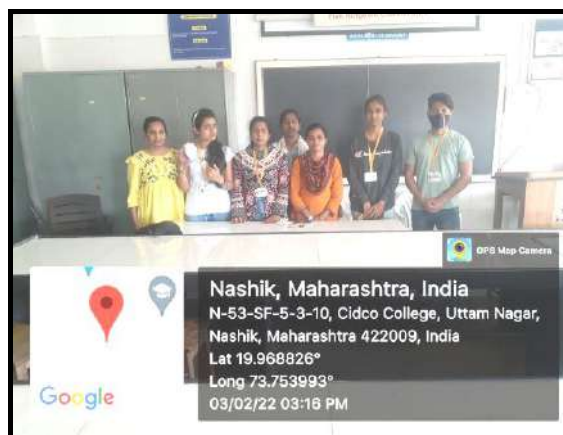 GPS Map Camera
Nashik, Maharashtra, India
N-53-SF-5-3-10, Cidco College, Uttam Nagar,
Nashik, Maharashtra 422009, India
Lat 19.968826°
Long 73.753993°
03/02/22 03:16 PM
Google